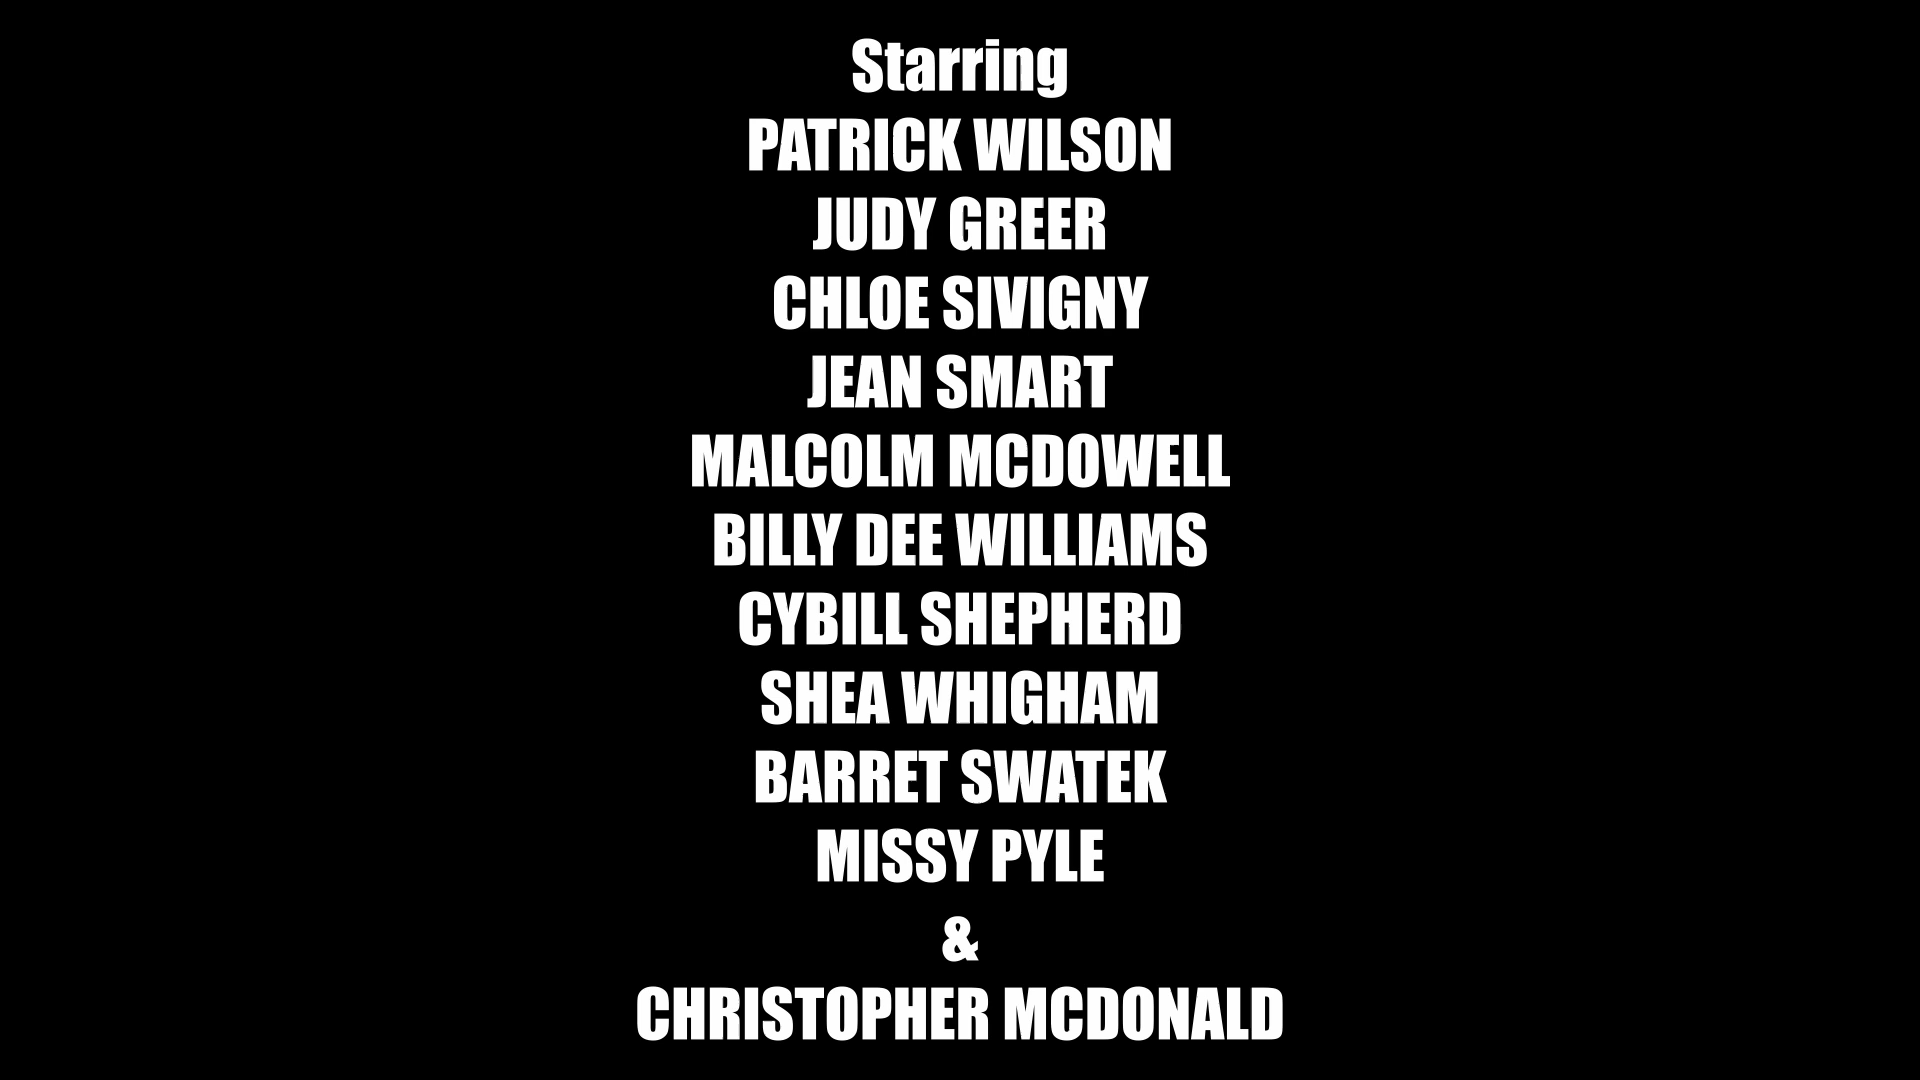 Starring
PATRICK WILSON
JUDY GREER
CHLOE SIVIGNY
JEAN SMART
MALCOLM MCDOWELL
BILLY DEE WILLIAMS
CYBILL SHEPHERD
SHEA WHIGHAM
BARRET SWATEK
MISSY PYLE
&
CHRISTOPHER MCDONALD